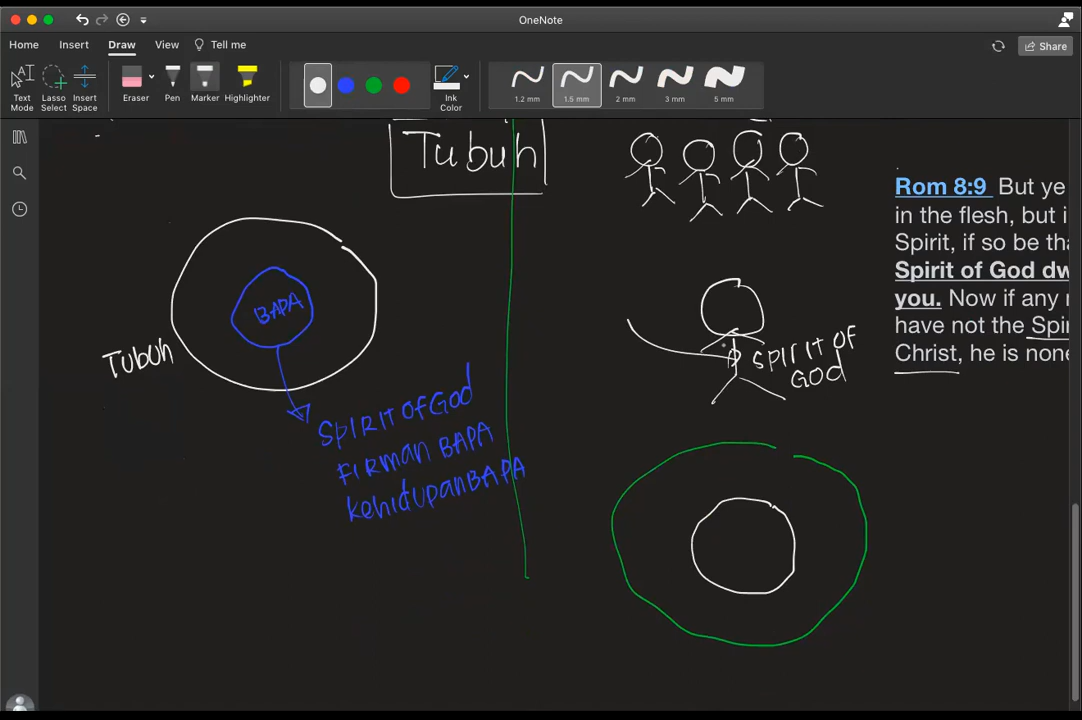 OneNote
Home Insert Draw View Tell me
Share
Text Mode
Lasso Select
Insert Space
Eraser
Pen
Marker
Highlighter
Ink Color
1.2 mm
1.5 mm
2 mm
3 mm
5 mm
Tubuh
BAPA
Tubuh
SPIRIT OF God
FIRMAN BAPA
kehidupan BAPA
SPIRIT OF
GOD
Rom 8:9 But ye
in the flesh, but i
Spirit, if so be tha
Spirit of God dw
you. Now if any
have not the Spi
Christ, he is none